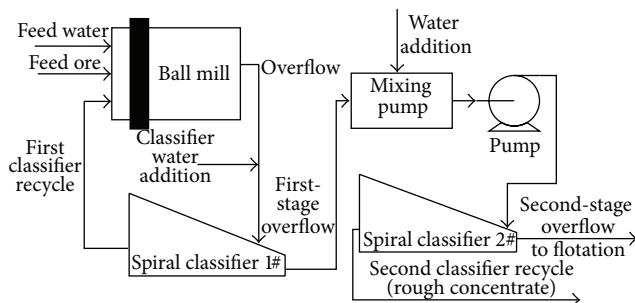 Feed water
Feed ore
Ball mill
Overflow
First
classifier
recycle
Classifier
water
addition
First-
stage
overflow
Spiral classifier 1#
Water
addition
Mixing
pump
Pump
Spiral classifier 2#
Second-stage
overflow
to flotation
Second classifier recycle
(rough concentrate)